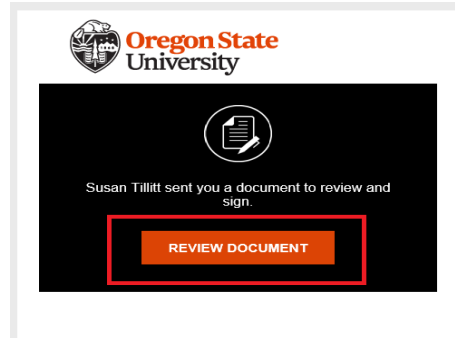 Oregon State
University
Susan Tillitt sent you a document to review and
sign.
REVIEW DOCUMENT